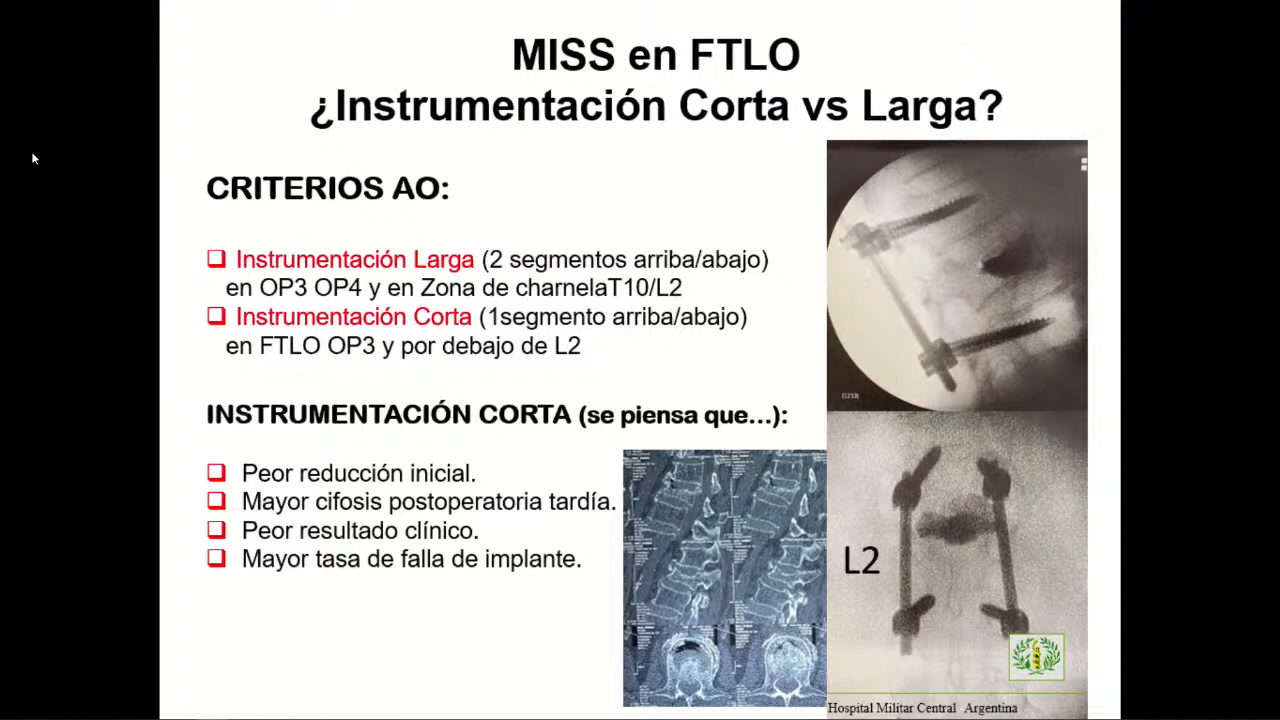 MISS en FTLO
¿Instrumentación Corta vs Larga?
CRITERIOS AO:
Instrumentación Larga (2 segmentos arriba/abajo)
en OP3 OP4 y en Zona de charnelaT10/L2
Instrumentación Corta (1segmento arriba/abajo)
en FTLO OP3 y por debajo de L2
INSTRUMENTACIÓN CORTA (se piensa que...):
Peor reducción inicial.
Mayor cifosis postoperatoria tardía.
Peor resultado clínico.
Mayor tasa de falla de implante.
L2
Hospital Militar Central Argentina